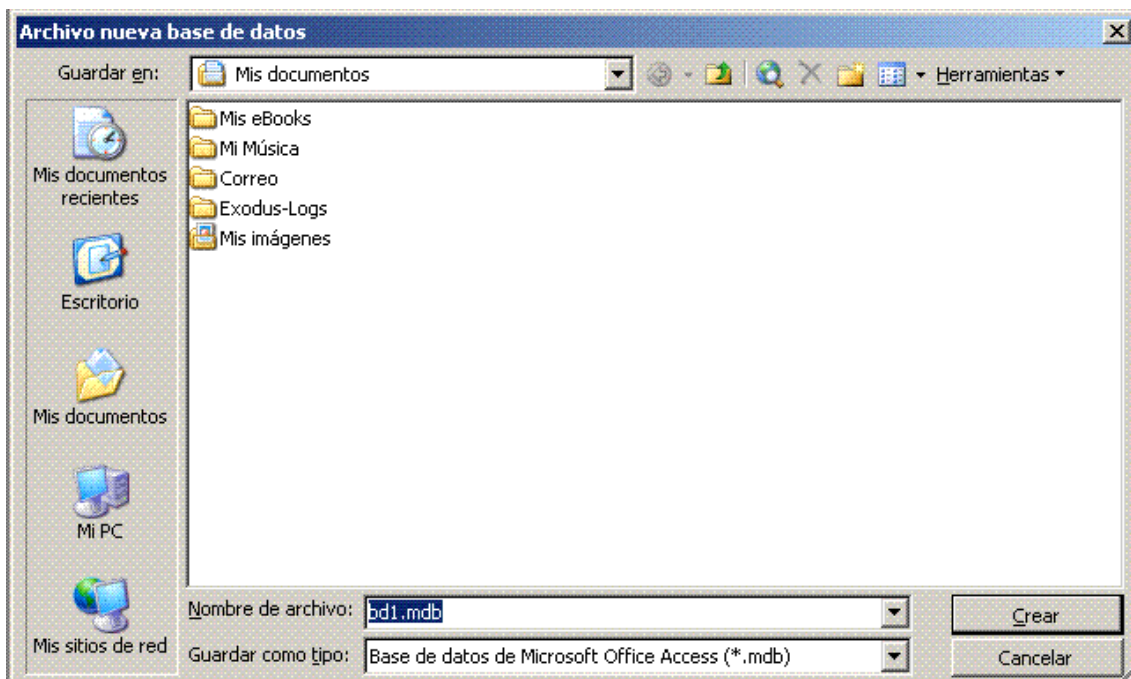 Archivo nueva base de datos
Guardar en:
Mis documentos
Herramientas
Mis documentos
recientes
Escritorio
Mis documentos
Mi PC
Mis sitios de red
Mis eBooks
Mi Música
Correo
Exodus-Logs
Mis imágenes
Nombre de archivo:
bd1.mdb
Crear
Guardar como tipo:
Base de datos de Microsoft Office Access (*.mdb)
Cancelar